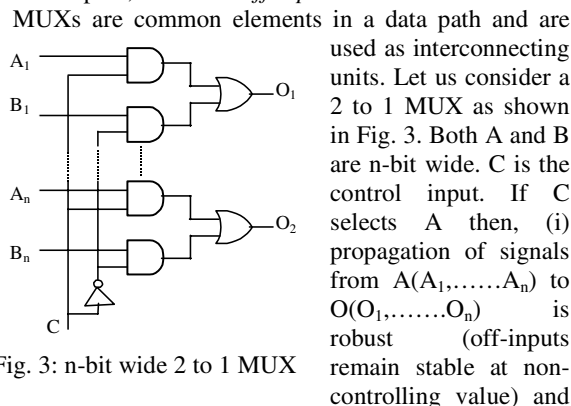 MUXs are common elements in a data path and are
A1
B1
An
Bn
C
O1
O2
Fig. 3: n-bit wide 2 to 1 MUX
used as interconnecting
units. Let us consider a
2 to 1 MUX as shown
in Fig. 3. Both A and B
are n-bit wide. C is the
control input. If C
selects A then, (i)
propagation of signals
from A(A1,……An) to
O(O1,…….On) is
robust (off-inputs
remain stable at non-
controlling value) and